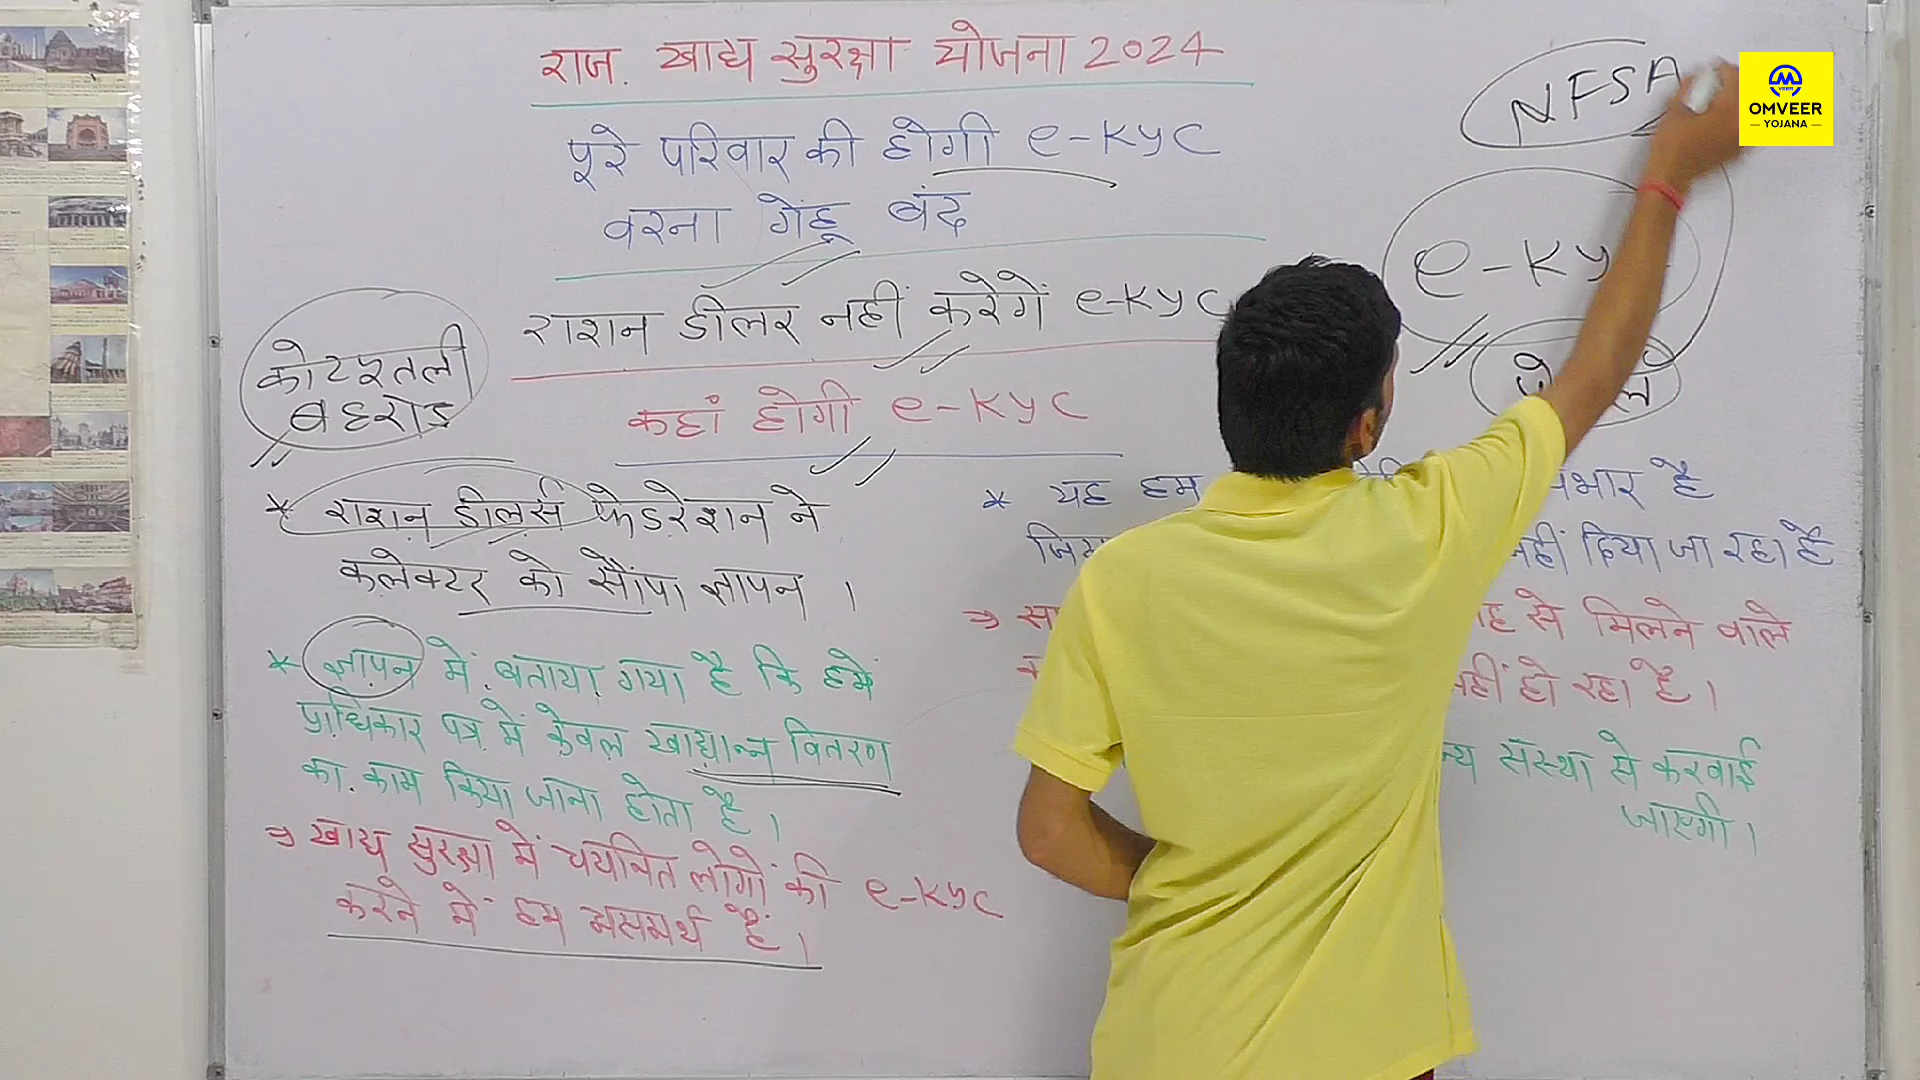 राज. खाद्य सुरक्षा योजना 2024
पूरे परिवार की होगी e-KYC
वरना गेंहू बंद
राशन डीलर नहीं करेगें e-KYC
कहां होगी e-KYC
कोटपूतली
बहरोड
* राशन डीलर्स फेडरेशन ने
कलेक्टर को सौंपा ज्ञापन ।
* ज्ञापन में बताया गया है कि हमें
प्राधिकार पत्र में केवल खाद्यान्न वितरण
का काम किया जाना होता है ।
⇒ खाद्य सुरक्षा में चयनित लोगों की e-KYC
करने में हम असमर्थ हैं ।
NFSA
e-KY
* यह हम भार है
नहीं दिया जा रहा है
⇒ से मिलने वाले
नहीं हो रहा है ।
संस्था से करवाई
जाएगी ।
OMVEER
— YOJANA —
VEER